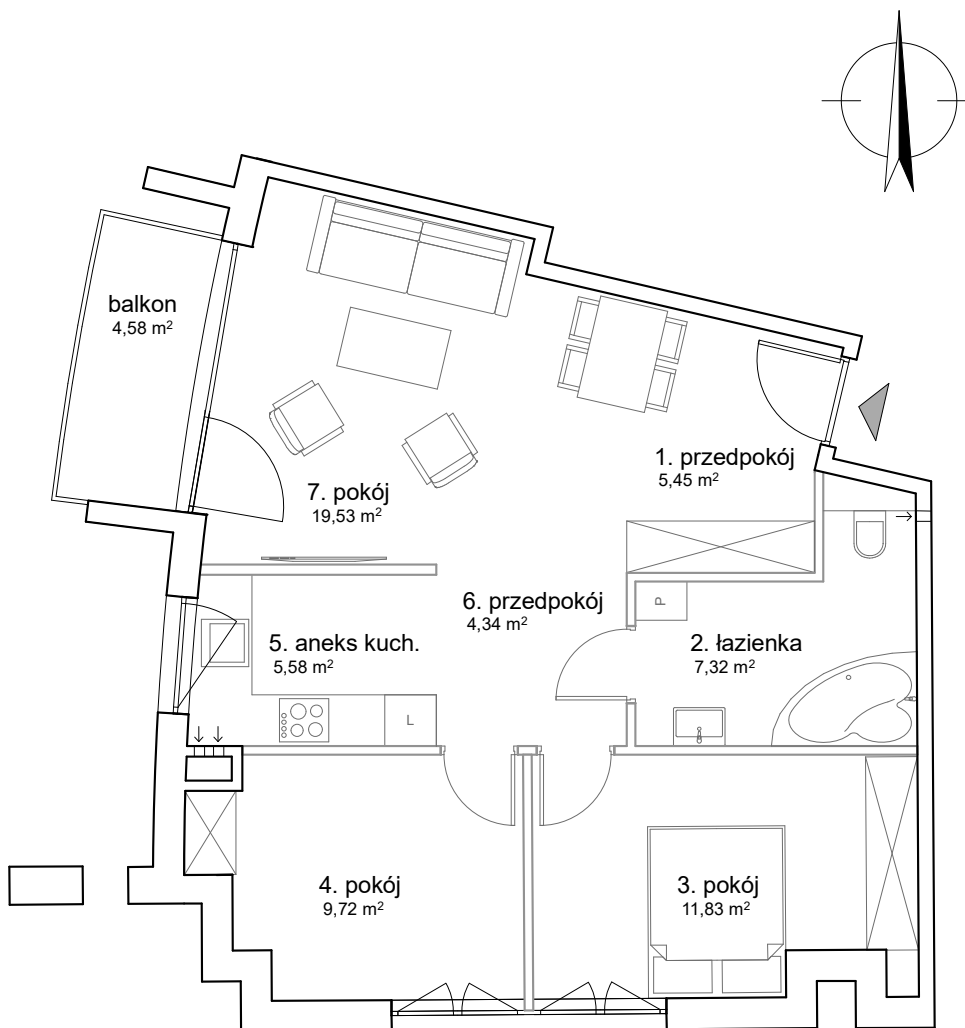 balkon
4,58 m²
1. przedpokój
5,45 m²
7. pokój
19,53 m²
6. przedpokój
4,34 m²
P
5. aneks kuch.
5,58 m²
2. łazienka
7,32 m²
L
4. pokój
9,72 m²
3. pokój
11,83 m²